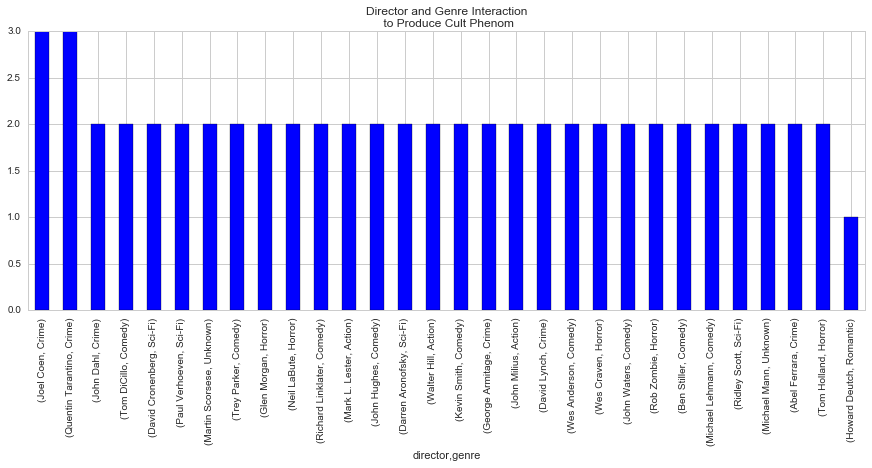 Director and Genre Interaction
to Produce Cult Phenom
3.0
2.5
2.0
1.5
1.0
0.5
0.0
(Joel Coen, Crime)
(Quentin Tarantino, Crime)
(John Dahl, Crime)
(Tom DiCillo, Comedy)
(David Cronenberg, Sci-Fi)
(Paul Verhoeven, Sci-Fi)
(Martin Scorsese, Unknown)
(Trey Parker, Comedy)
(Glen Morgan, Horror)
(Neil LaBute, Horror)
(Richard Linklater, Comedy)
(Mark L. Lester, Action)
(John Hughes, Comedy)
(Darren Aronofsky, Sci-Fi)
(Walter Hill, Action)
(Kevin Smith, Comedy)
(George Armitage, Crime)
(John Milius, Action)
(David Lynch, Crime)
(Wes Anderson, Comedy)
(Wes Craven, Horror)
(John Waters, Comedy)
(Rob Zombie, Horror)
(Ben Stiller, Comedy)
(Michael Lehmann, Comedy)
(Ridley Scott, Sci-Fi)
(Michael Mann, Unknown)
(Abel Ferrara, Crime)
(Tom Holland, Horror)
(Howard Deutch, Romantic)
director,genre